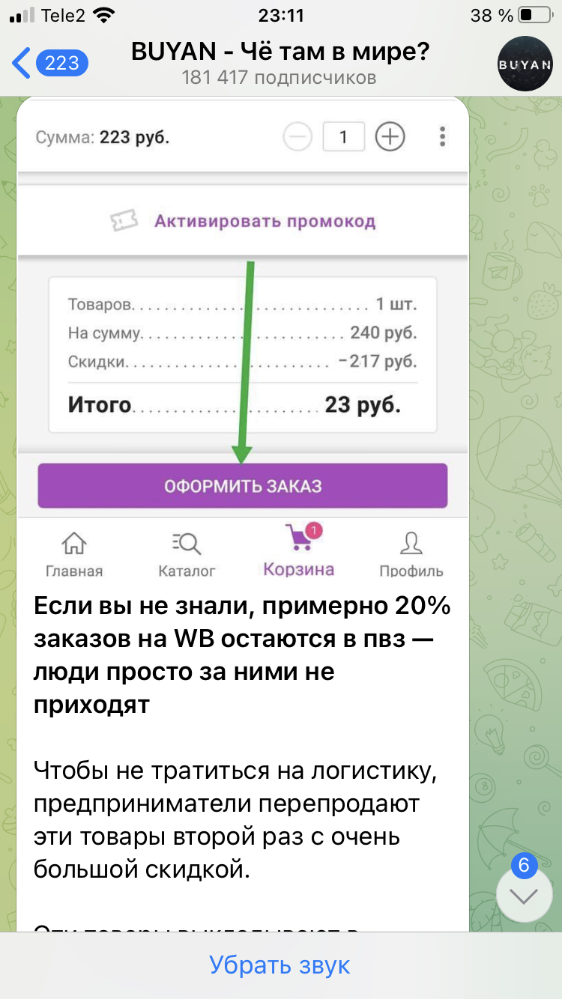 Tele2
23:11
38 %
223
BUYAN - Чё там в мире?
181 417 подписчиков
BUYAN
Сумма: 223 руб.
1
Активировать промокод
Товаров. . . . . . . . . . . . . . . . . . . . . . . . . . . . . 1 шт.
На сумму. . . . . . . . . . . . . . . . . . . . . . . . . 240 руб.
Скидки. . . . . . . . . . . . . . . . . . . . . . . . . . −217 руб.
Итого. . . . . . . . . . . . . . . . . . . . . . . 23 руб.
ОФОРМИТЬ ЗАКАЗ
1
Главная
Каталог
Корзина
Профиль
Если вы не знали, примерно 20%
заказов на WB остаются в пвз —
люди просто за ними не
приходят
Чтобы не тратиться на логистику,
предприниматели перепродают
эти товары второй раз с очень
большой скидкой.
6
Эти товары выкладывают в
Убрать звук